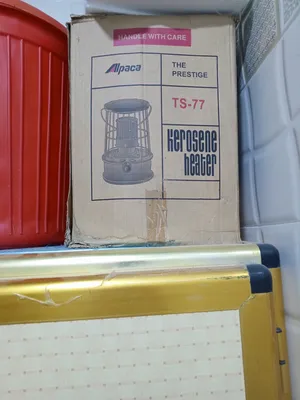 HANDLE WITH CARE
Alpaca
THE
PRESTIGE
TS-77
Kerosene
heater